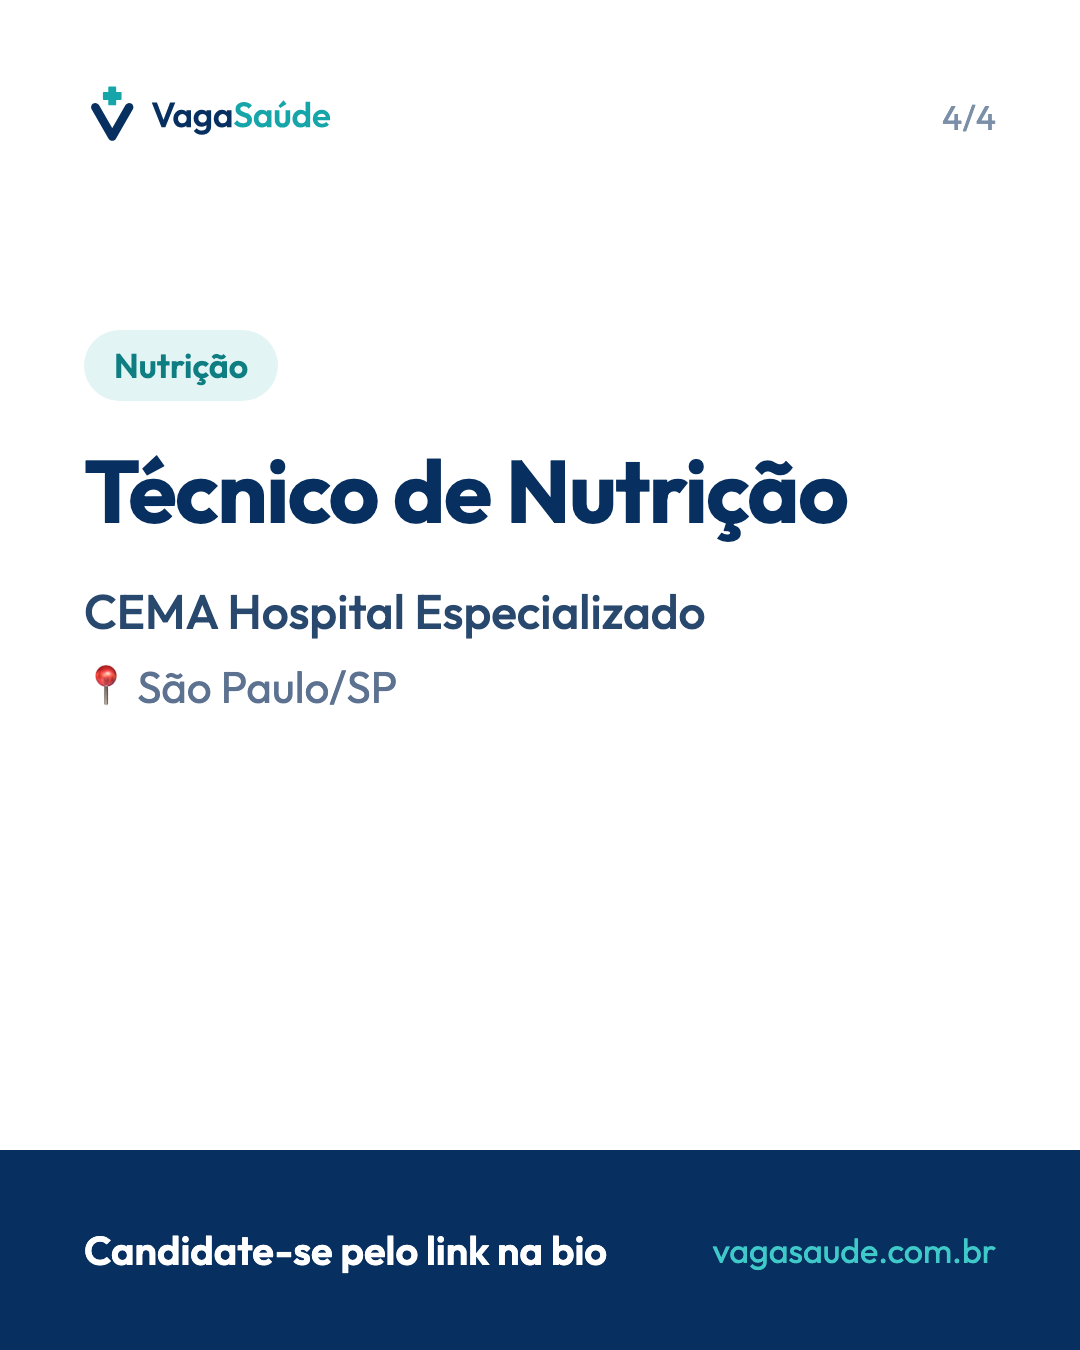 VagaSaúde
4/4
Nutrição
Técnico de Nutrição
CEMA Hospital Especializado
📍 São Paulo/SP
Candidate-se pelo link na bio
vagasaude.com.br